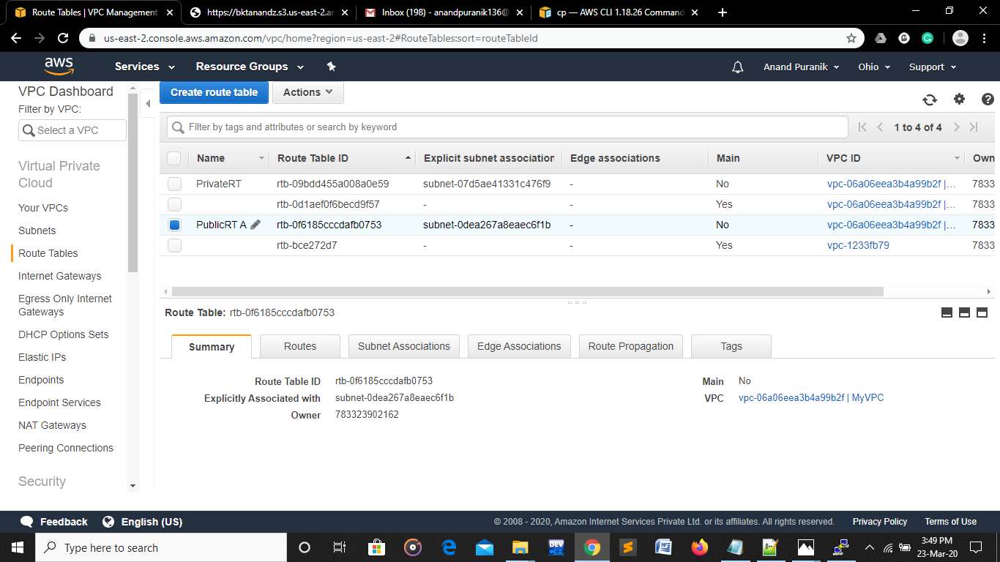 Route Tables | VPC Management
https://bktanandz.s3.us-east-2.an
Inbox (198) - anandpuranik136@
cp — AWS CLI 1.18.26 Command
us-east-2.console.aws.amazon.com/vpc/home?region=us-east-2#RouteTables:sort=routeTableId
aws Services Resource Groups Anand Puranik Ohio Support
VPC Dashboard
Filter by VPC:
Select a VPC
Virtual Private
Cloud
Your VPCs
Subnets
Route Tables
Internet Gateways
Egress Only Internet
Gateways
DHCP Options Sets
Elastic IPs
Endpoints
Endpoint Services
NAT Gateways
Peering Connections
Security
Create route table Actions
Filter by tags and attributes or search by keyword 1 to 4 of 4
Name Route Table ID Explicit subnet association Edge associations Main VPC ID Own
PrivateRT rtb-09bdd455a008a0e59 subnet-07d5ae41331c476f9 - No vpc-06a06eea3b4a99b2f |... 7833
rtb-0d1aef0f6becd9f57 - - Yes vpc-06a06eea3b4a99b2f |... 7833
PublicRT A rtb-0f6185cccdafb0753 subnet-0dea267a8eaec6f1b - No vpc-06a06eea3b4a99b2f |... 7833
rtb-bce272d7 - - Yes vpc-1233fb79 7833
Route Table: rtb-0f6185cccdafb0753
Summary Routes Subnet Associations Edge Associations Route Propagation Tags
Route Table ID rtb-0f6185cccdafb0753 Main No
Explicitly Associated with subnet-0dea267a8eaec6f1b VPC vpc-06a06eea3b4a99b2f | MyVPC
Owner 783323902162
Feedback English (US) © 2008 - 2020, Amazon Internet Services Private Ltd. or its affiliates. All rights reserved. Privacy Policy Terms of Use
Type here to search
DEV
3:49 PM
23-Mar-20